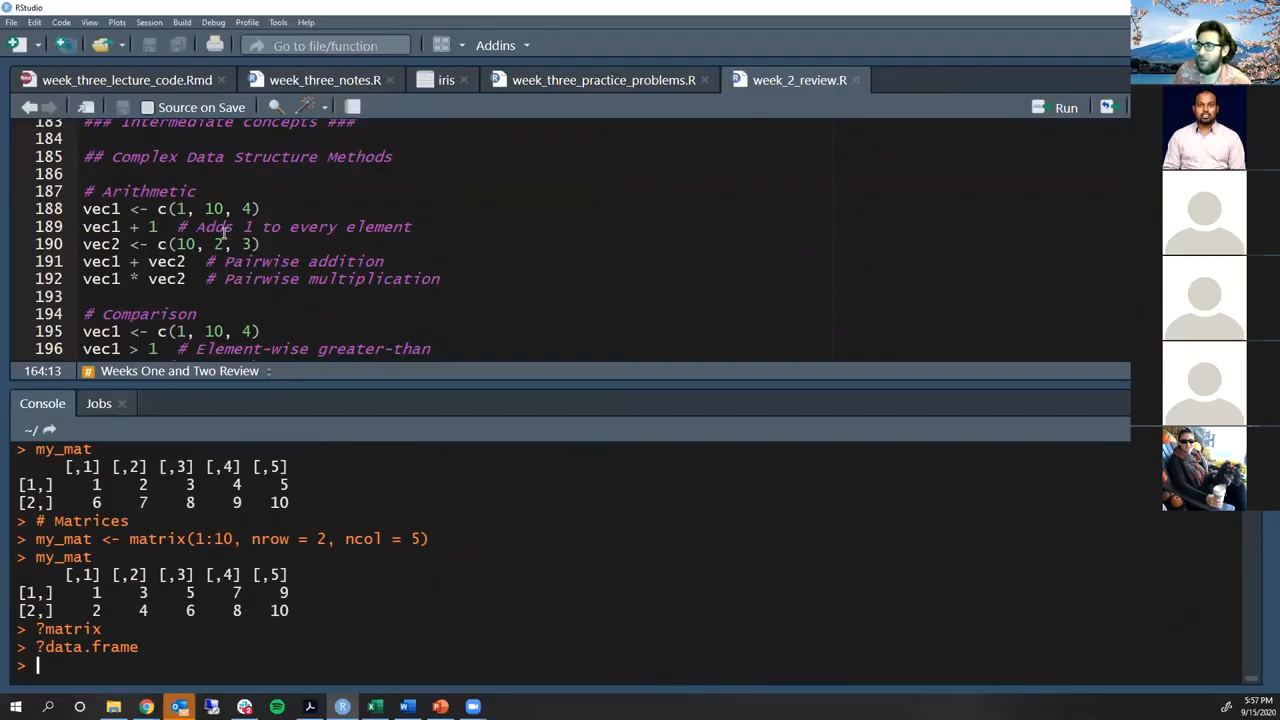 RStudio
File Edit Code View Plots Session Build Debug Profile Tools Help
Go to file/function
Addins
week_three_lecture_code.Rmd
week_three_notes.R
iris
week_three_practice_problems.R
week_2_review.R
Source on Save
Run
183 ### Intermediate concepts ###
184
185 ## Complex Data Structure Methods
186
187 # Arithmetic
188 vec1 <- c(1, 10, 4)
189 vec1 + 1 # Adds 1 to every element
190 vec2 <- c(10, 2, 3)
191 vec1 + vec2 # Pairwise addition
192 vec1 * vec2 # Pairwise multiplication
193
194 # Comparison
195 vec1 <- c(1, 10, 4)
196 vec1 > 1 # Element-wise greater-than
164:13 # Weeks One and Two Review
Console Jobs
~/
> my_mat
[,1] [,2] [,3] [,4] [,5]
[1,] 1 2 3 4 5
[2,] 6 7 8 9 10
> # Matrices
> my_mat <- matrix(1:10, nrow = 2, ncol = 5)
> my_mat
[,1] [,2] [,3] [,4] [,5]
[1,] 1 3 5 7 9
[2,] 2 4 6 8 10
> ?matrix
> ?data.frame
>
5:57 PM
9/15/2020